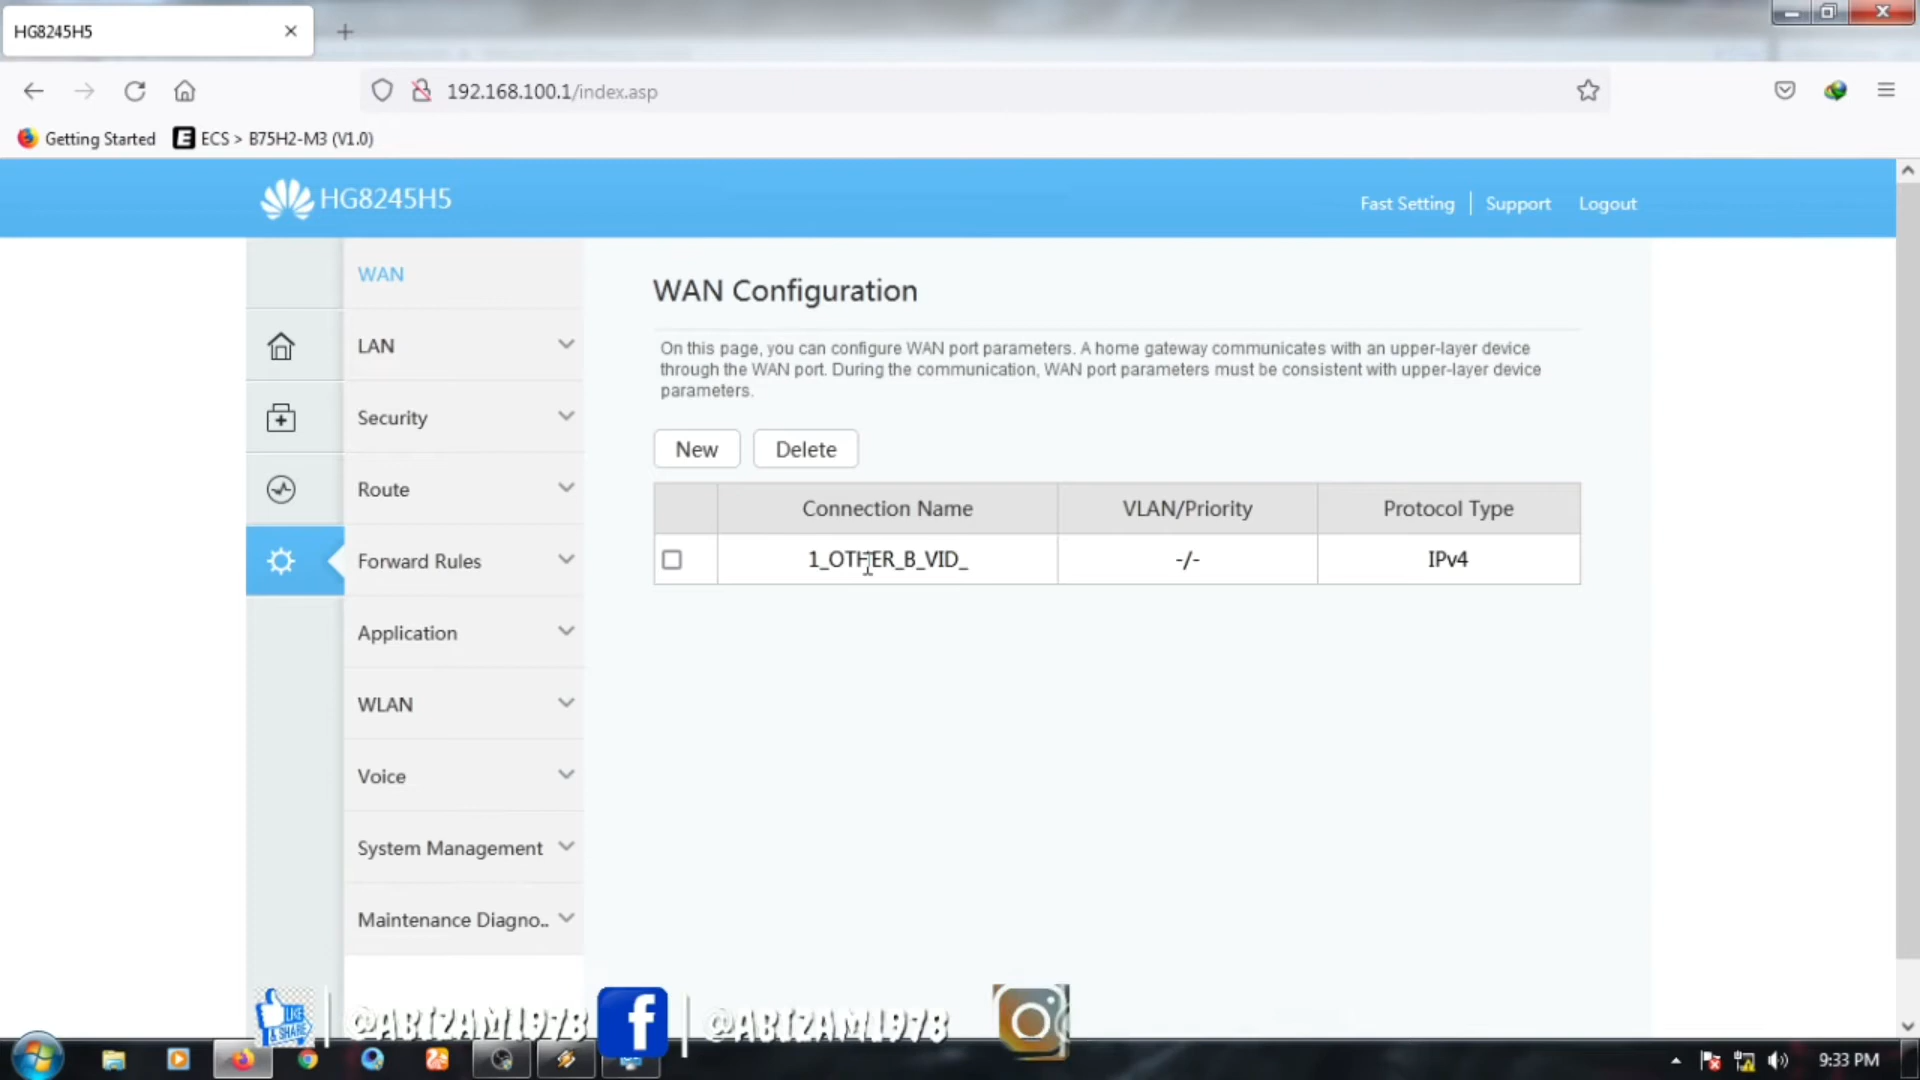 HG8245H5
192.168.100.1/index.asp
Getting Started
ECS > B75H2-M3 (V1.0)
HG8245H5
Fast Setting
Support
Logout
WAN
LAN
Security
Route
Forward Rules
Application
WLAN
Voice
System Management
Maintenance Diagno..
WAN Configuration
On this page, you can configure WAN port parameters. A home gateway communicates with an upper-layer device
through the WAN port. During the communication, WAN port parameters must be consistent with upper-layer device
parameters.
New
Delete
Connection Name
VLAN/Priority
Protocol Type
1_OTHER_B_VID_
-/-
IPv4
LIKE
& SHARE
@ABIZAM1978
f
@ABIZAM1978
9:33 PM